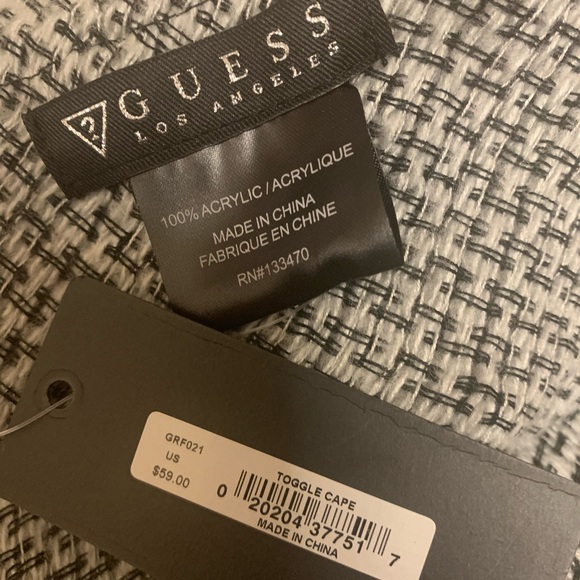 ?
GUESS
LOS ANGELES
100% ACRYLIC / ACRYLIQUE
MADE IN CHINA
FABRIQUE EN CHINE
RN#133470
GRF021
US
$59.00
TOGGLE CAPE
0 20204 37751 7
MADE IN CHINA